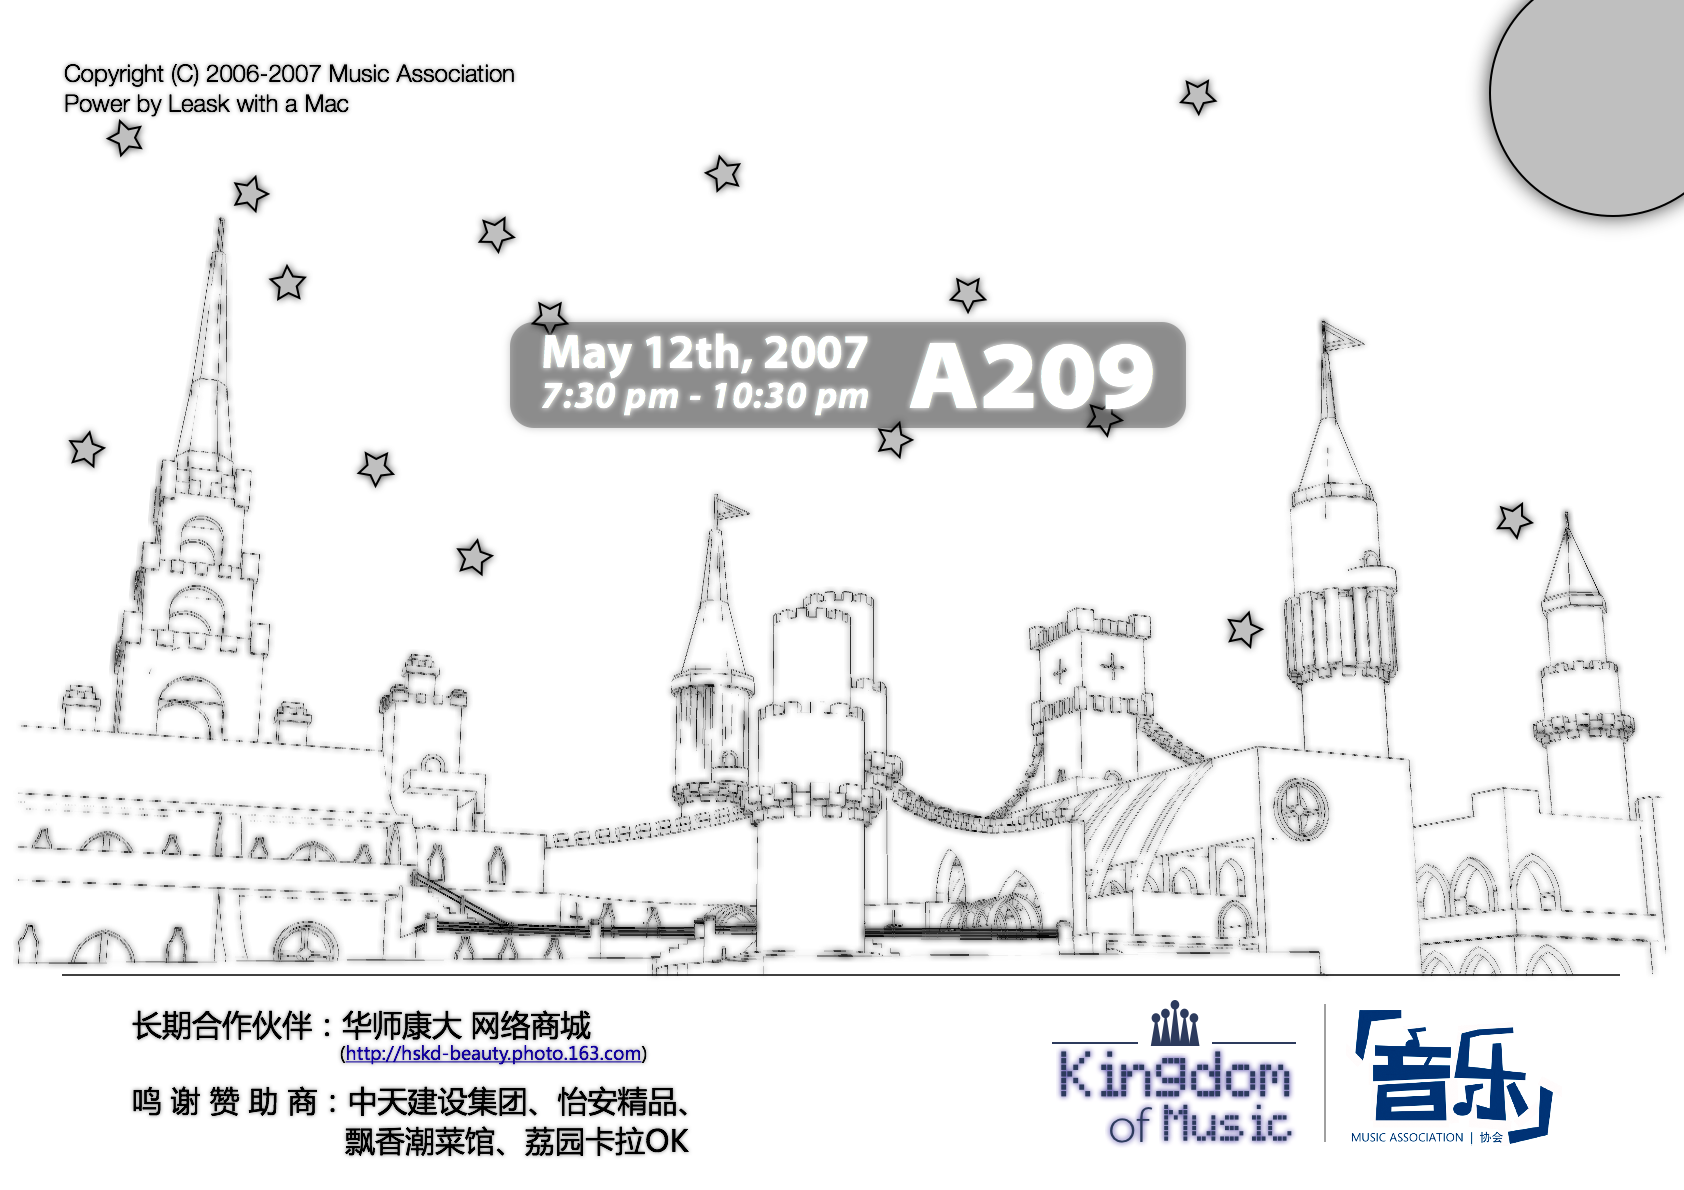 Copyright (C) 2006-2007 Music Association
Power by Leask with a Mac
May 12th, 2007
7:30 pm - 10:30 pm
A209
长期合作伙伴：华师康大 网络商城
(http://hskd-beauty.photo.163.com)
鸣 谢 赞 助 商：中天建设集团、怡安精品、
飘香潮菜馆、荔园卡拉OK
Kingdom
of Music
「音乐」
MUSIC ASSOCIATION | 协会